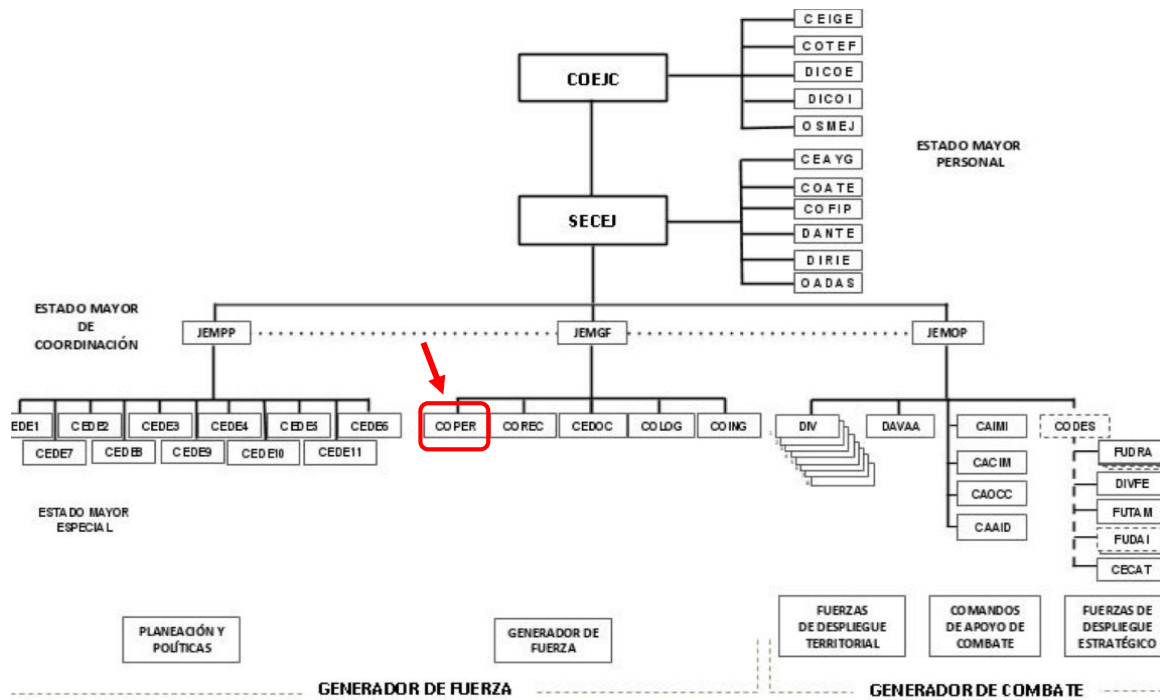 CEIGE
COTEF
COEJC
DICOE
DICOI
OSMEJ
ESTADO MAYOR
PERSONAL
CEAYG
COATE
COFIP
SECEJ
DANTE
DIRIE
OADAS
ESTADO MAYOR
DE
COORDINACIÓN
JEMPP
JEMGF
JEMOP
EDE1
CEDE2
CEDE3
CEDE4
CEDE5
CEDE6
CEDE7
CEDE8
CEDE9
CEDE10
CEDE11
COPER
COREC
CEDOC
COLOG
COING
DIV
DAVAA
CAIMI
CACIM
CAOCC
CAAID
CODES
FUDRA
DIVFE
FUTAM
FUDAI
CECAT
ESTADO MAYOR
ESPECIAL
PLANEACIÓN Y
POLÍTICAS
GENERADOR DE
FUERZA
FUERZAS
DE DESPLIEGUE
TERRITORIAL
COMANDOS
DE APOYO DE
COMBATE
FUERZAS DE
DESPLIEGUE
ESTRATÉGICO
GENERADOR DE FUERZA
GENERADOR DE COMBATE